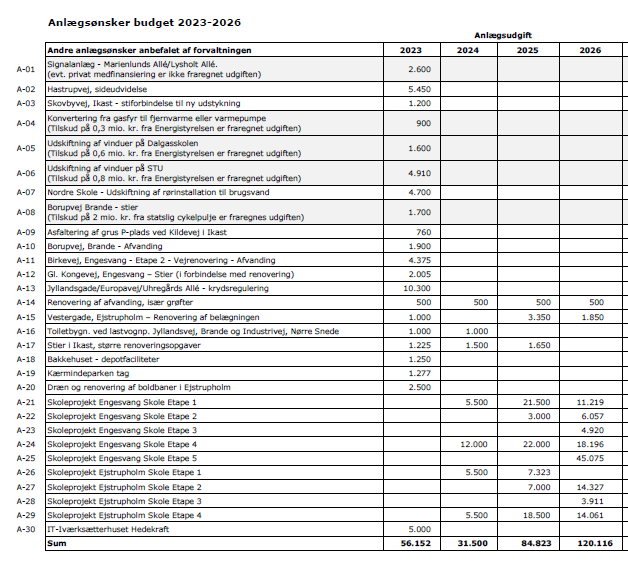 Anlægsønsker budget 2023-2026
Anlægsudgift
Andre anlægsønsker anbefalet af forvaltningen 2023 2024 2025 2026
A-01 Signalanlæg - Marienlunds Allé/Lysholt Allé. 2.600
(evt. privat medfinansiering er ikke fraregnet udgiften)
A-02 Hastrupvej, sideudvidelse 5.450
A-03 Skovbyvej, Ikast - stiforbindelse til ny udstykning 1.200
A-04 Konvertering fra gasfyr til fjernvarme eller varmepumpe 900
(Tilskud på 0,3 mio. kr. fra Energistyrelsen er fraregnet udgiften)
A-05 Udskiftning af vinduer på Dalgasskolen 1.600
(Tilskud på 0,6 mio. kr. fra Energistyrelsen er fraregnet udgiften)
A-06 Udskiftning af vinduer på STU 4.910
(Tilskud på 0,8 mio. kr. fra Energistyrelsen er fraregnet udgiften)
A-07 Nordre Skole - Udskiftning af rørinstallation til brugsvand 4.700
A-08 Borupvej Brande - stier 1.700
(Tilskud på 2 mio. kr. fra statslig cykelpulje er fraregnes udgiften)
A-09 Asfaltering af grus P-plads ved Kildevej i Ikast 760
A-10 Borupvej, Brande - Afvanding 1.900
A-11 Birkevej, Engesvang - Etape 2 - Vejrenovering - Afvanding 4.375
A-12 Gl. Kongevej, Engesvang – Stier (i forbindelse med renovering) 2.005
A-13 Jyllandsgade/Europavej/Uhregårds Allé - krydsregulering 10.300
A-14 Renovering af afvanding, især grøfter 500 500 500 500
A-15 Vestergade, Ejstrupholm – Renovering af belægningen 1.000 3.350 1.850
A-16 Toiletbygn. ved lastvognp. Jyllandsvej, Brande og Industrivej, Nørre Snede 1.000 1.000
A-17 Stier i Ikast, større renoveringsopgaver 1.225 1.500 1.650
A-18 Bakkehuset - depotfaciliteter 1.250
A-19 Kærmindeparken tag 1.277
A-20 Dræn og renovering af boldbaner i Ejstrupholm 2.500
A-21 Skoleprojekt Engesvang Skole Etape 1 5.500 21.500 11.219
A-22 Skoleprojekt Engesvang Skole Etape 2 3.000 6.057
A-23 Skoleprojekt Engesvang Skole Etape 3 4.920
A-24 Skoleprojekt Engesvang Skole Etape 4 12.000 22.000 18.196
A-25 Skoleprojekt Engesvang Skole Etape 5 45.075
A-26 Skoleprojekt Ejstrupholm Skole Etape 1 5.500 7.323
A-27 Skoleprojekt Ejstrupholm Skole Etape 2 7.000 14.327
A-28 Skoleprojekt Ejstrupholm Skole Etape 3 3.911
A-29 Skoleprojekt Ejstrupholm Skole Etape 4 5.500 18.500 14.061
A-30 IT-Iværksætterhuset Hedekraft 5.000
Sum 56.152 31.500 84.823 120.116